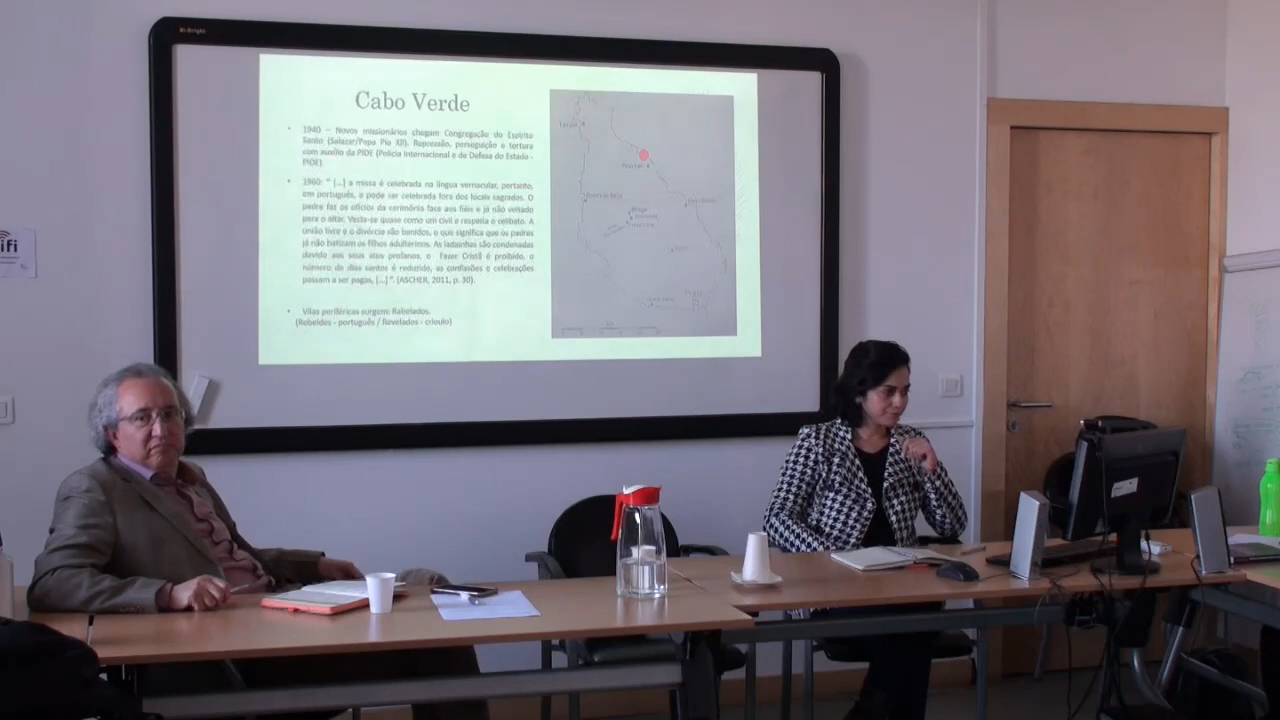 Bi-Bright
Cabo Verde
• 1940 – Novos missionários chegam Congregação do Espírito
Santo (Salazar/Papa Pio XII). Repressão, perseguição e tortura
com auxílio da PIDE (Polícia Internacional e de Defesa do Estado -
PIDE)
• 1960: “ [...] a missa é celebrada na língua vernacular, portanto,
em português, e pode ser celebrada fora dos locais sagrados. O
padre faz os ofícios da cerimônia face aos fiéis e já não voltado
para o altar. Veste-se quase como um civil e respeita o celibato. A
união livre e o divórcio são banidos, o que significa que os padres
já não batizam os filhos adulterinos. As ladainhas são condenadas
devido aos seus atos profanos, o Fazer Cristã é proibido, o
número de dias santos é reduzido, as confissões e celebrações
passam a ser pagas, [...] ”. (ASCHER, 2011, p. 30).
• Vilas periféricas surgem: Rabelados.
(Rebeldes - português / Revelados - crioulo)
ifi